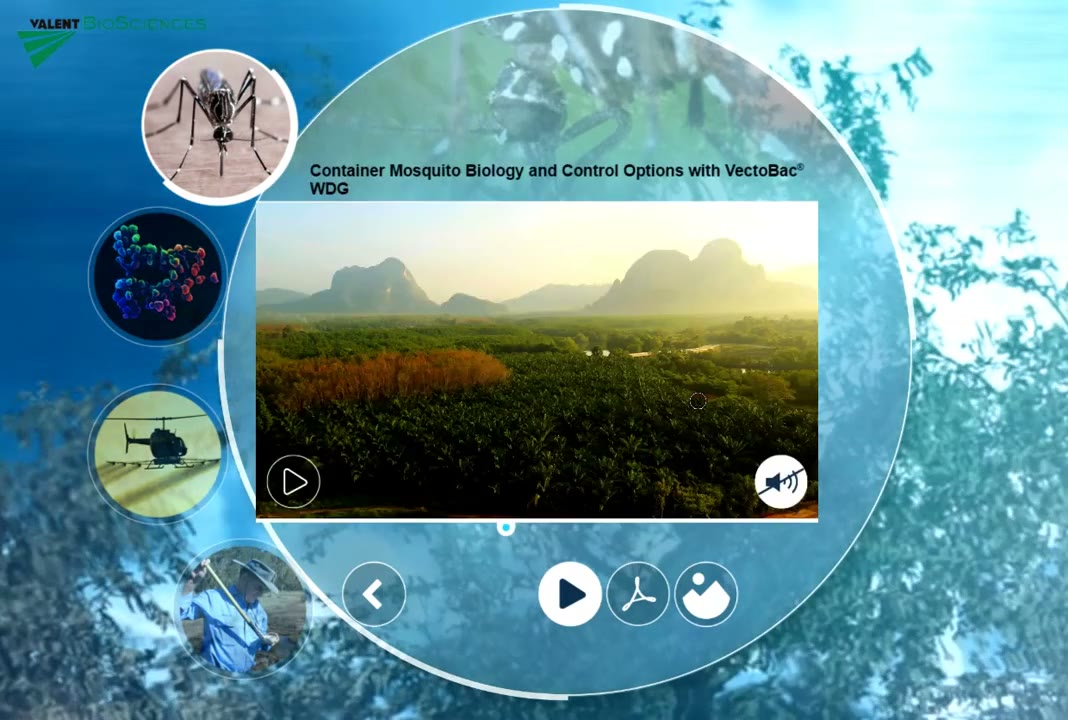 VALENT BIOSCIENCES
Container Mosquito Biology and Control Options with VectoBac®
WDG